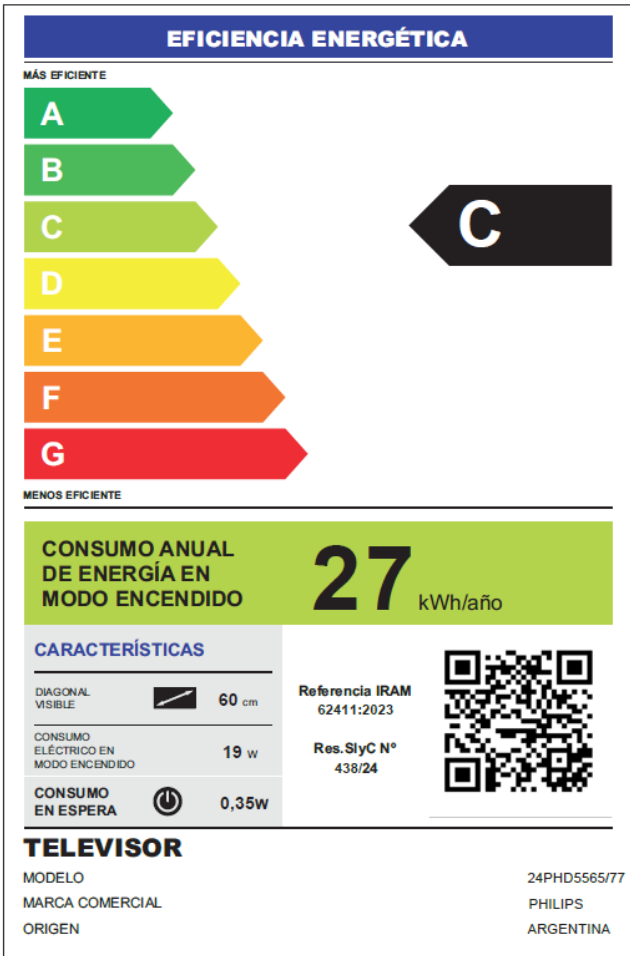 EFICIENCIA ENERGÉTICA
MÁS EFICIENTE
A
B
C
C
D
E
F
G
MENOS EFICIENTE
CONSUMO ANUAL
DE ENERGÍA EN
MODO ENCENDIDO
27 kWh/año
CARACTERÍSTICAS
DIAGONAL
VISIBLE
60 cm
CONSUMO
ELÉCTRICO EN
MODO ENCENDIDO
19 w
CONSUMO
EN ESPERA
0,35w
Referencia IRAM
62411:2023
Res.SIyC Nº
438/24
TELEVISOR
MODELO 24PHD5565/77
MARCA COMERCIAL PHILIPS
ORIGEN ARGENTINA